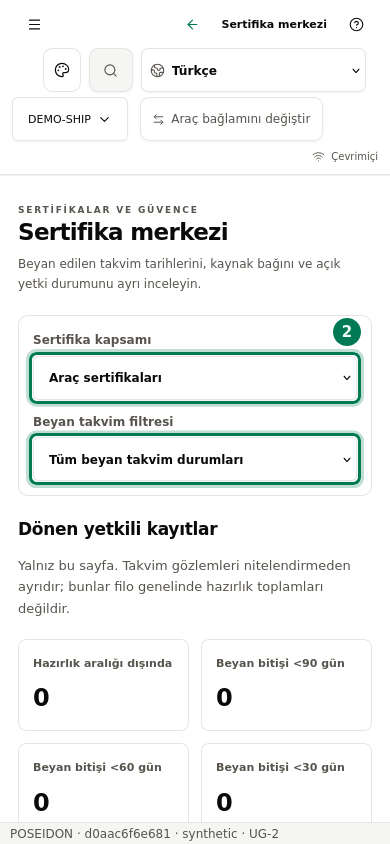 Sertifika merkezi
Türkçe
DEMO-SHIP
Araç bağlamını değiştir
Çevrimiçi
SERTİFİKALAR VE GÜVENCE
Sertifika merkezi
Beyan edilen takvim tarihlerini, kaynak bağını ve açık
yetki durumunu ayrı inceleyin.
2
Sertifika kapsamı
Araç sertifikaları
Beyan takvim filtresi
Tüm beyan takvim durumları
Dönen yetkili kayıtlar
Yalnız bu sayfa. Takvim gözlemleri nitelendirmeden
ayrıdır; bunlar filo genelinde hazırlık toplamları
değildir.
Hazırlık aralığı dışında
0
Beyan bitişi <90 gün
0
Beyan bitişi <60 gün
0
Beyan bitişi <30 gün
0
POSEIDON · d0aac6f6e681 · synthetic · UG-2